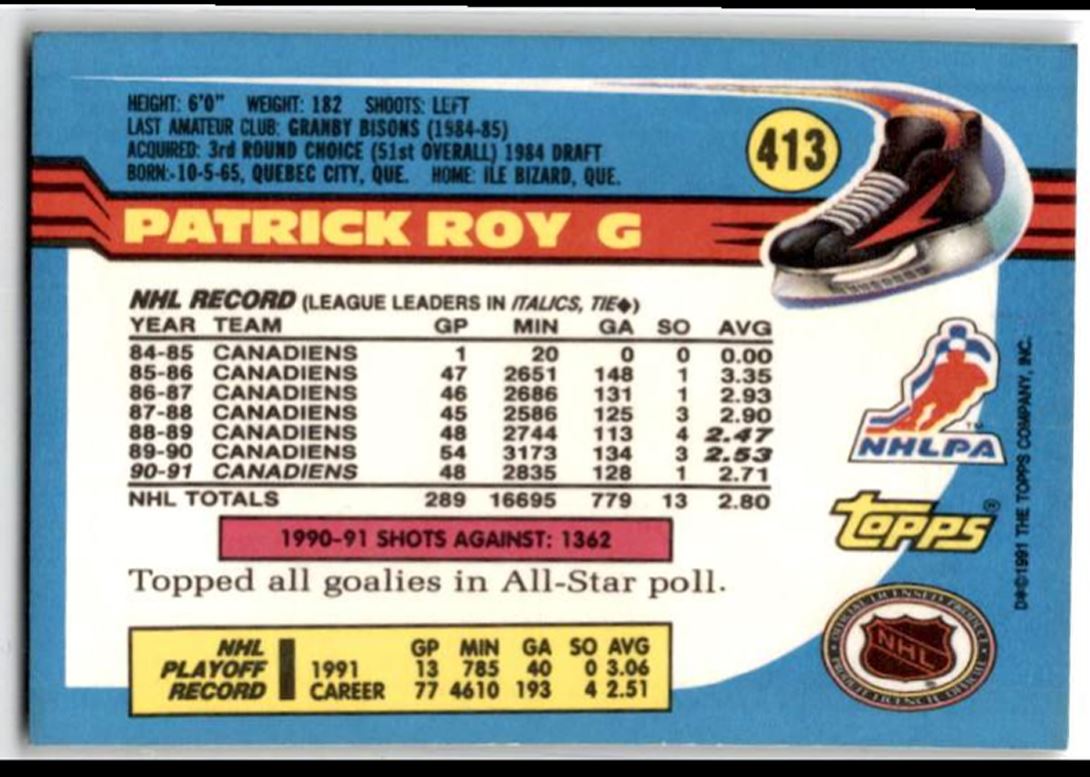 HEIGHT: 6'0" WEIGHT: 182 SHOOTS: LEFT
LAST AMATEUR CLUB: GRANBY BISONS (1984-85)
ACQUIRED: 3rd ROUND CHOICE (51st OVERALL) 1984 DRAFT
BORN:-10-5-65, QUEBEC CITY, QUE. HOME: ILE BIZARD, QUE.
413
PATRICK ROY G
NHL RECORD (LEAGUE LEADERS IN ITALICS, TIE◆)
YEAR TEAM GP MIN GA SO AVG
84-85 CANADIENS 1 20 0 0 0.00
85-86 CANADIENS 47 2651 148 1 3.35
86-87 CANADIENS 46 2686 131 1 2.93
87-88 CANADIENS 45 2586 125 3 2.90
88-89 CANADIENS 48 2744 113 4 2.47
89-90 CANADIENS 54 3173 134 3 2.53
90-91 CANADIENS 48 2835 128 1 2.71
NHL TOTALS 289 16695 779 13 2.80
1990-91 SHOTS AGAINST: 1362
Topped all goalies in All-Star poll.
NHL PLAYOFF RECORD
GP MIN GA SO AVG
1991 13 785 40 0 3.06
CAREER 77 4610 193 4 2.51
NHLPA
TM
topps®
NHL
OFFICIAL LICENSED PRODUCT
PRODUIT LICENCIE OFFICIEL
D®©1991 THE TOPPS COMPANY, INC.